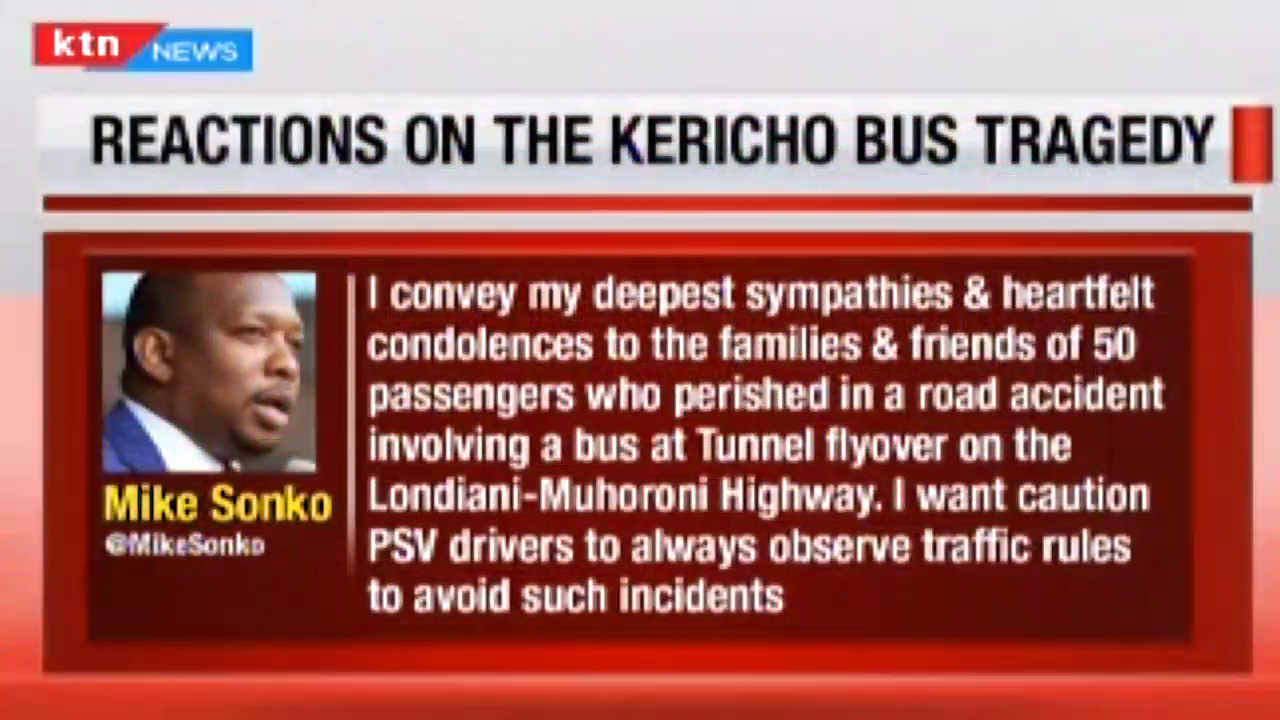 ktn NEWS
REACTIONS ON THE KERICHO BUS TRAGEDY
I convey my deepest sympathies & heartfelt
condolences to the families & friends of 50
passengers who perished in a road accident
involving a bus at Tunnel flyover on the
Londiani-Muhoroni Highway. I want caution
PSV drivers to always observe traffic rules
to avoid such incidents
Mike Sonko
@MikeSonko